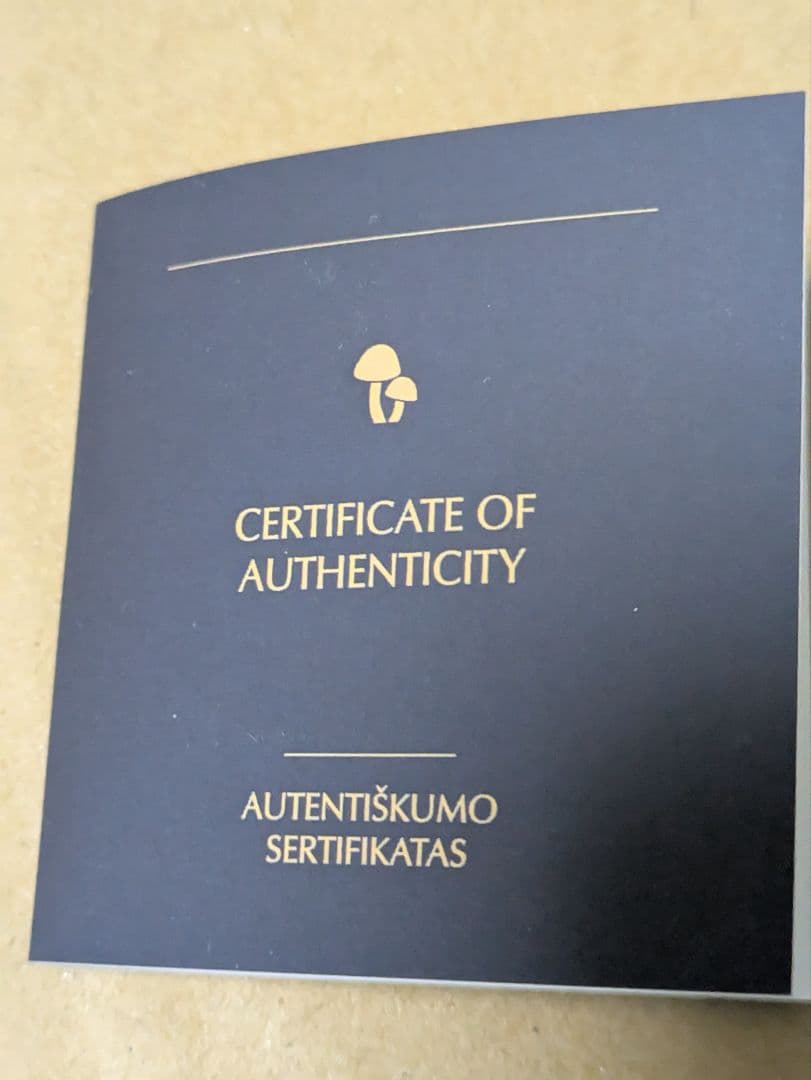 CERTIFICATE OF
AUTHENTICITY
AUTENTIŠKUMO
SERTIFIKATAS